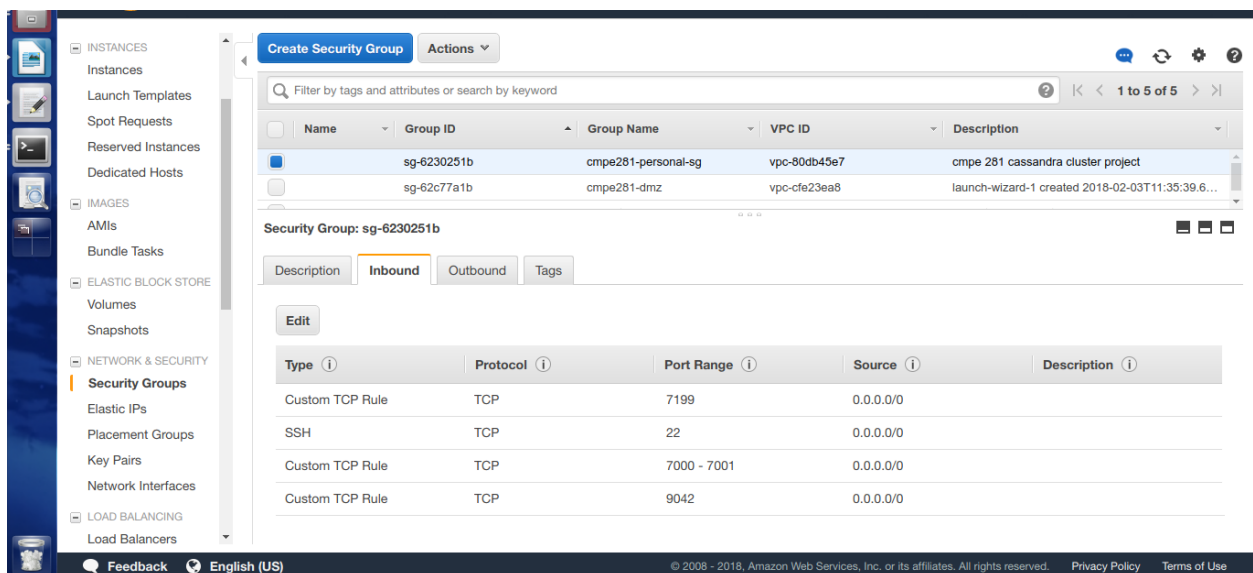 INSTANCES
Instances
Launch Templates
Spot Requests
Reserved Instances
Dedicated Hosts
IMAGES
AMIs
Bundle Tasks
ELASTIC BLOCK STORE
Volumes
Snapshots
NETWORK & SECURITY
Security Groups
Elastic IPs
Placement Groups
Key Pairs
Network Interfaces
LOAD BALANCING
Load Balancers
Create Security Group Actions
Filter by tags and attributes or search by keyword 1 to 5 of 5
Name Group ID Group Name VPC ID Description
sg-6230251b cmpe281-personal-sg vpc-80db45e7 cmpe 281 cassandra cluster project
sg-62c77a1b cmpe281-dmz vpc-cfe23ea8 launch-wizard-1 created 2018-02-03T11:35:39.6...
Security Group: sg-6230251b
Description Inbound Outbound Tags
Edit
Type Protocol Port Range Source Description
Custom TCP Rule TCP 7199 0.0.0.0/0
SSH TCP 22 0.0.0.0/0
Custom TCP Rule TCP 7000 - 7001 0.0.0.0/0
Custom TCP Rule TCP 9042 0.0.0.0/0
Feedback English (US) © 2008 - 2018, Amazon Web Services, Inc. or its affiliates. All rights reserved. Privacy Policy Terms of Use